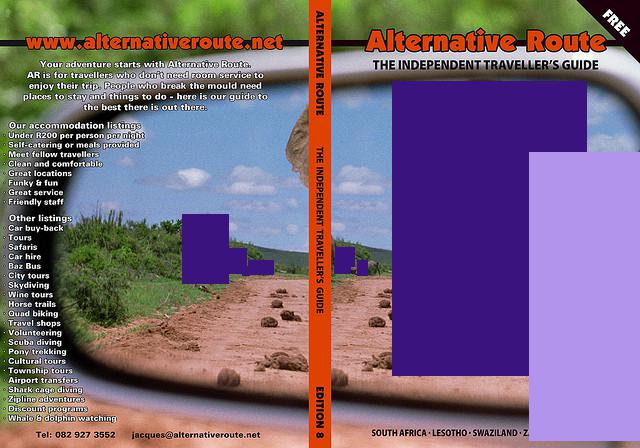 www.alternativeroute.net
Your adventure starts with Alternative Route.
AR is for travellers who don't need room service to
enjoy their trip. People who break the mould need
places to stay and things to do - here is our guide to
the best there is out there.
Our accommodation listings
· Under R200 per person per night
· Self-catering or meals provided
· Meet fellow travellers
· Clean and comfortable
· Great locations
· Funky & fun
· Great service
· Friendly staff
Other listings
· Car buy-back
· Tours
· Safaris
· Car hire
· Baz Bus
· City tours
· Skydiving
· Wine tours
· Horse trails
· Quad biking
· Travel shops
· Volunteering
· Scuba diving
· Pony trekking
· Cultural tours
· Township tours
· Airport transfers
· Shark cage diving
· Zipline adventures
· Discount programs
· Whale & dolphin watching
Tel: 082 927 3552 jacques@alternativeroute.net
ALTERNATIVE ROUTE THE INDEPENDENT TRAVELLER'S GUIDE EDITION 8
FREE
Alternative Route
THE INDEPENDENT TRAVELLER'S GUIDE
SOUTH AFRICA · LESOTHO · SWAZILAND ·